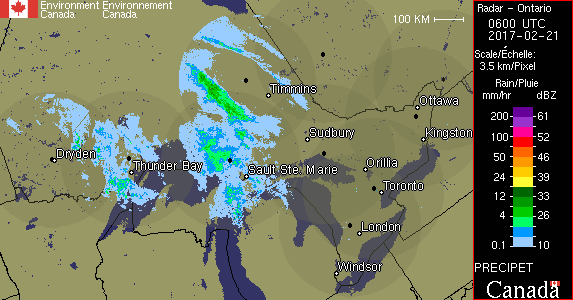 Environment Environnement
Canada Canada
100 KM
Timmins
Ottawa
Sudbury
Kingston
Dryden
Thunder Bay
Sault Ste. Marie
Orillia
Toronto
London
Windsor
Radar - Ontario
0600 UTC
2017-02-21
Scale/Échelle:
3.5 km/Pixel
Rain/Pluie
mm/hr dBZ
200 61
100 52
50 46
24 39
12 33
4 26
0.1 10
PRECIPET
Canada